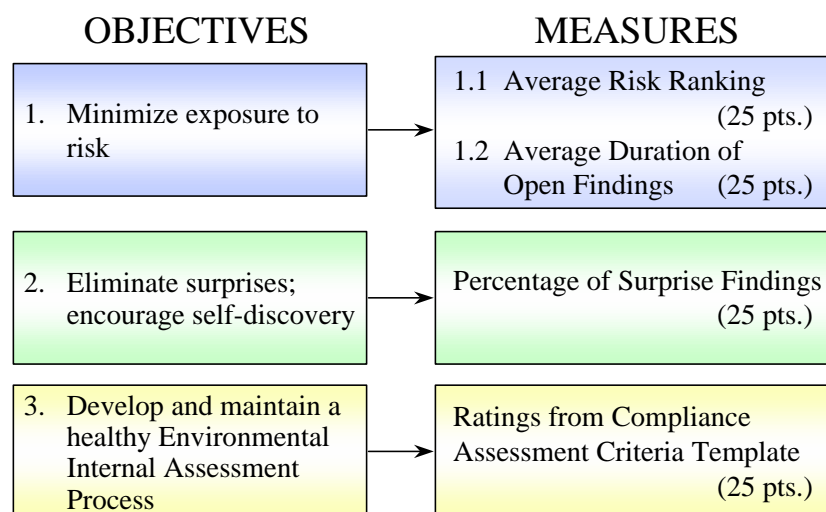 OBJECTIVES
MEASURES
1. Minimize exposure to
risk
1.1 Average Risk Ranking
(25 pts.)
1.2 Average Duration of
Open Findings (25 pts.)
2. Eliminate surprises;
encourage self-discovery
Percentage of Surprise Findings
(25 pts.)
3. Develop and maintain a
healthy Environmental
Internal Assessment
Process
Ratings from Compliance
Assessment Criteria Template
(25 pts.)